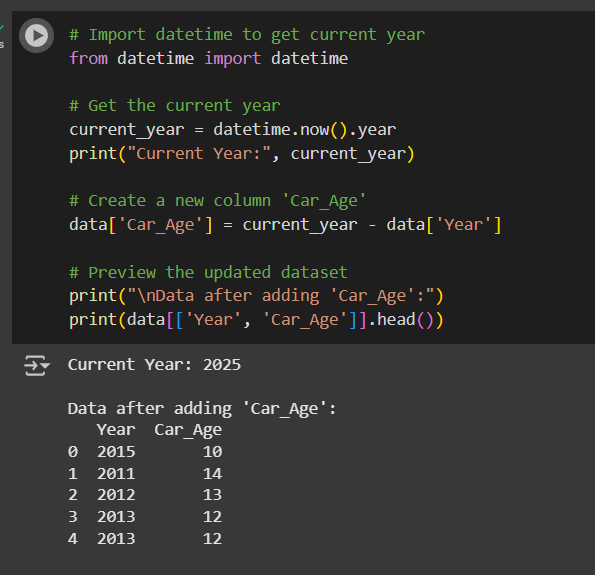 # Import datetime to get current year
from datetime import datetime
# Get the current year
current_year = datetime.now().year
print("Current Year:", current_year)
# Create a new column 'Car_Age'
data['Car_Age'] = current_year - data['Year']
# Preview the updated dataset
print("\nData after adding 'Car_Age':")
print(data[['Year', 'Car_Age']].head())
Current Year: 2025
Data after adding 'Car_Age':
Year Car_Age
0 2015 10
1 2011 14
2 2012 13
3 2013 12
4 2013 12